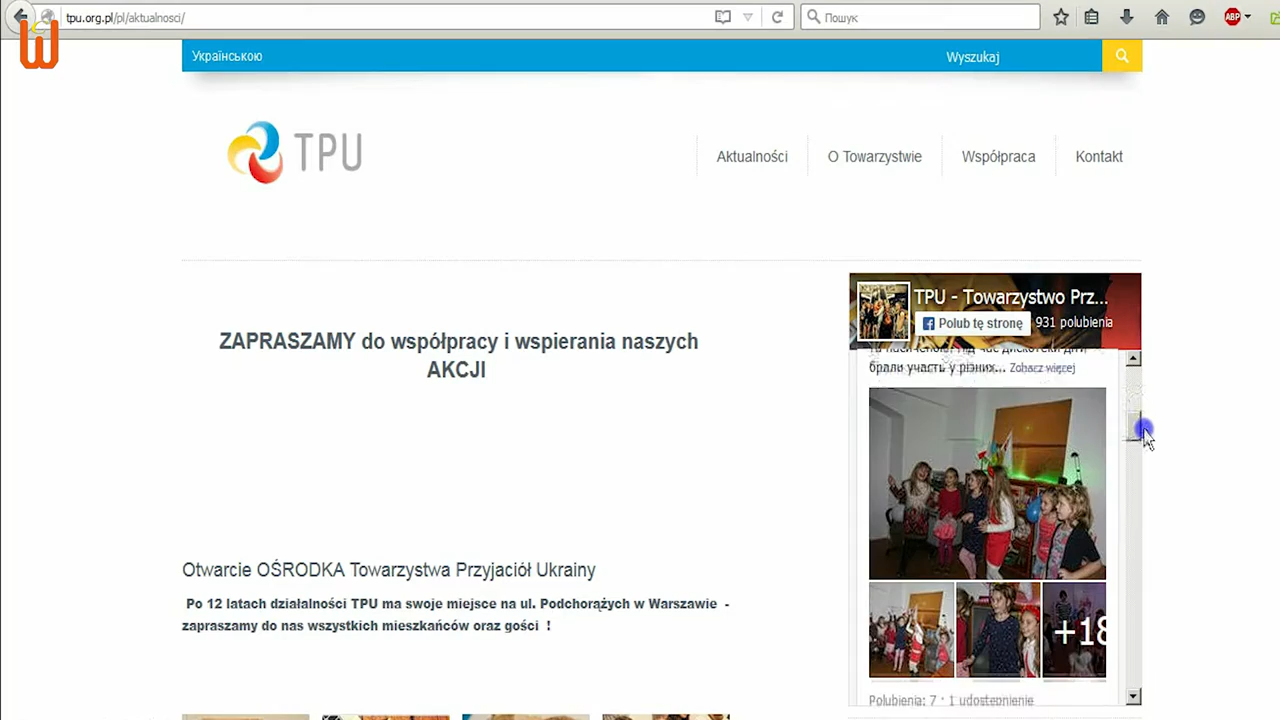 tpu.org.pl/pl/aktualnosci/
Пошук
ABP
Українською
Wyszukaj
TPU
Aktualności
O Towarzystwie
Współpraca
Kontakt
ZAPRASZAMY do współpracy i wspierania naszych
AKCJI
TPU - Towarzystwo Prz...
Polub tę stronę
931 polubienia
брали участь у різних... Zobacz więcej
+18
Polubienia: 7 · 1 udostępnienie
Otwarcie OŚRODKA Towarzystwa Przyjaciół Ukrainy
Po 12 latach działalności TPU ma swoje miejsce na ul. Podchorążych w Warszawie -
zapraszamy do nas wszystkich mieszkańców oraz gości !